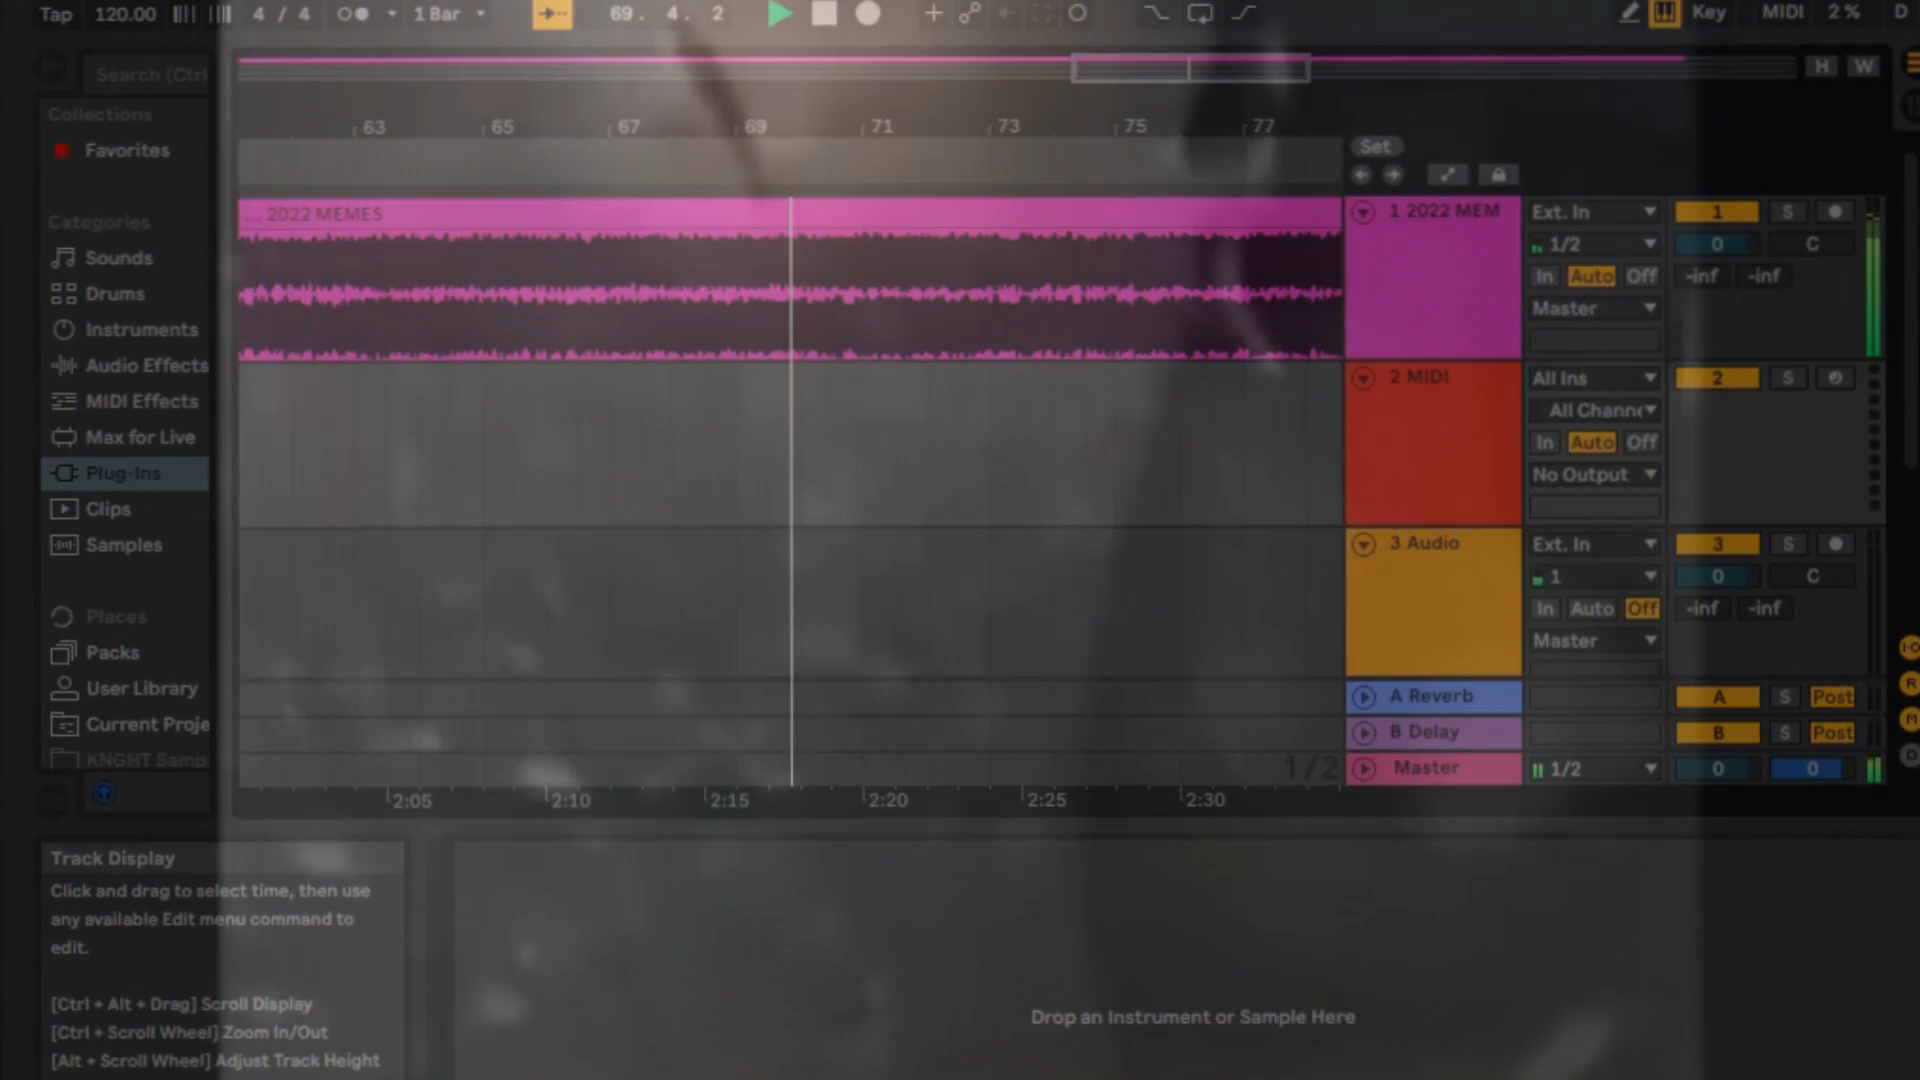 Tap 120.00 4 / 4 1 Bar 69. 4. 2 Key MIDI 2 % D
Search (Ctrl
H W
Collections
Favorites
Categories
Sounds
Drums
Instruments
Audio Effects
MIDI Effects
Max for Live
Plug-Ins
Clips
Samples
Places
Packs
User Library
Current Proje
KNGHT Samp
63 65 67 69 71 73 75 77
Set
... 2022 MEMES
1 2022 MEM Ext. In 1 S
1/2 0 C
In Auto Off -inf -inf
Master
2 MIDI All Ins 2 S
All Chann
In Auto Off
No Output
3 Audio Ext. In 3 S
1 0 C
In Auto Off -inf -inf
Master
A Reverb A S Post
B Delay B S Post
1/2 Master 1/2 0 0
I·O
R
M
D
2:05 2:10 2:15 2:20 2:25 2:30
Track Display
Click and drag to select time, then use
any available Edit menu command to
edit.
[Ctrl + Alt + Drag] Scroll Display
[Ctrl + Scroll Wheel] Zoom In/Out
[Alt + Scroll Wheel] Adjust Track Height
Drop an Instrument or Sample Here